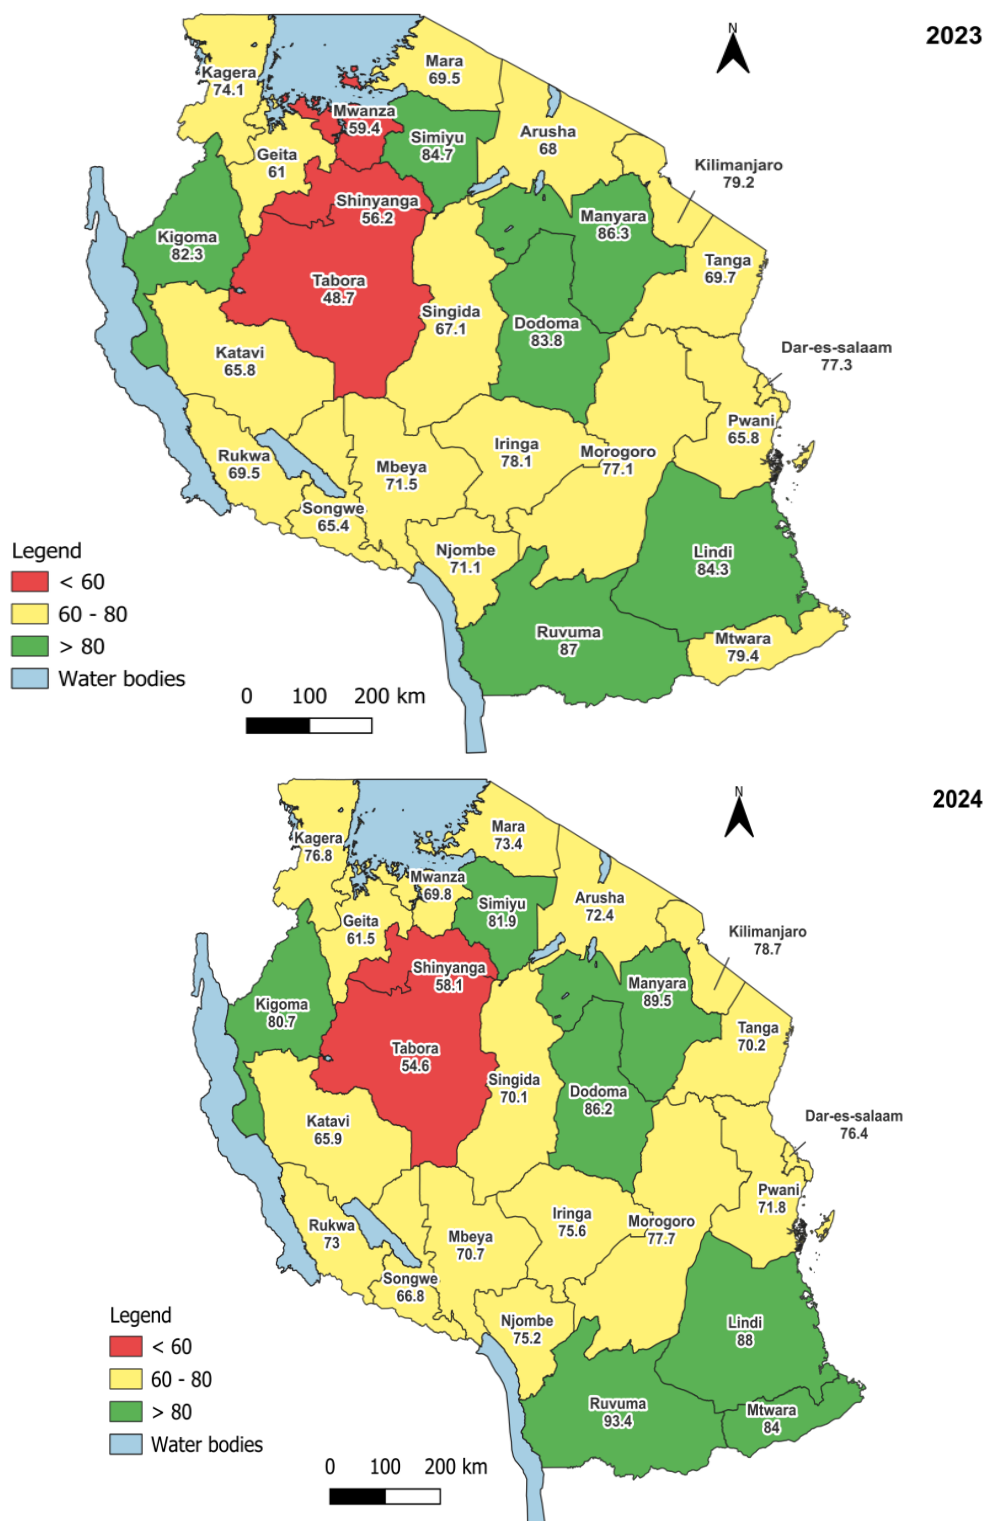 2023
N
Mara
69.5
Kagera
74.1
Mwanza
59.4
Simiyu
84.7
Arusha
68
Geita
61
Kilimanjaro
79.2
Shinyanga
56.2
Manyara
86.3
Kigoma
82.3
Tanga
69.7
Tabora
48.7
Singida
67.1
Dodoma
83.8
Katavi
65.8
Dar-es-salaam
77.3
Pwani
65.8
Rukwa
69.5
Mbeya
71.5
Iringa
78.1
Morogoro
77.1
Songwe
65.4
Njombe
71.1
Lindi
84.3
Ruvuma
87
Mtwara
79.4
Legend
< 60
60 - 80
> 80
Water bodies
0 100 200 km
2024
N
Mara
73.4
Kagera
76.8
Mwanza
69.8
Simiyu
81.9
Arusha
72.4
Geita
61.5
Kilimanjaro
78.7
Shinyanga
58.1
Manyara
89.5
Kigoma
80.7
Tanga
70.2
Tabora
54.6
Singida
70.1
Dodoma
86.2
Katavi
65.9
Dar-es-salaam
76.4
Pwani
71.8
Rukwa
73
Mbeya
70.7
Iringa
75.6
Morogoro
77.7
Songwe
66.8
Njombe
75.2
Lindi
88
Ruvuma
93.4
Mtwara
84
Legend
< 60
60 - 80
> 80
Water bodies
0 100 200 km